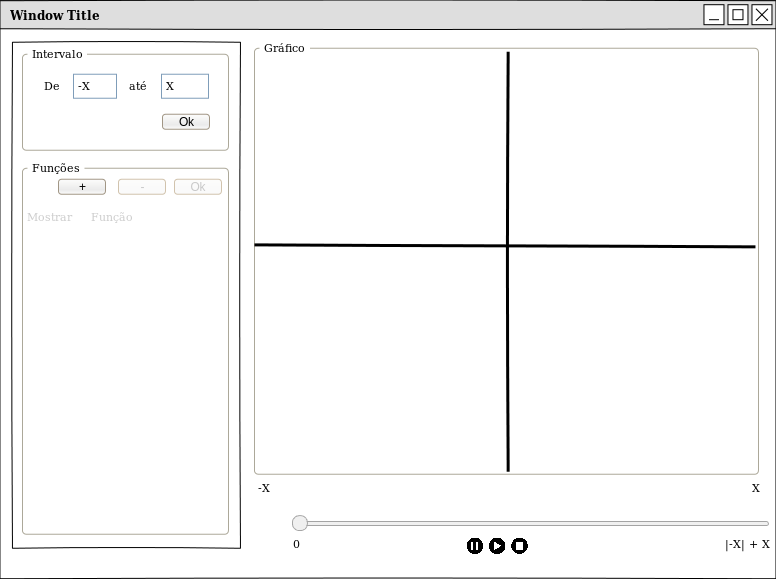 Window Title
Intervalo
De -X até X
Ok
Funções
+ - Ok
Mostrar Função
Gráfico
-X X
0 |-X| + X